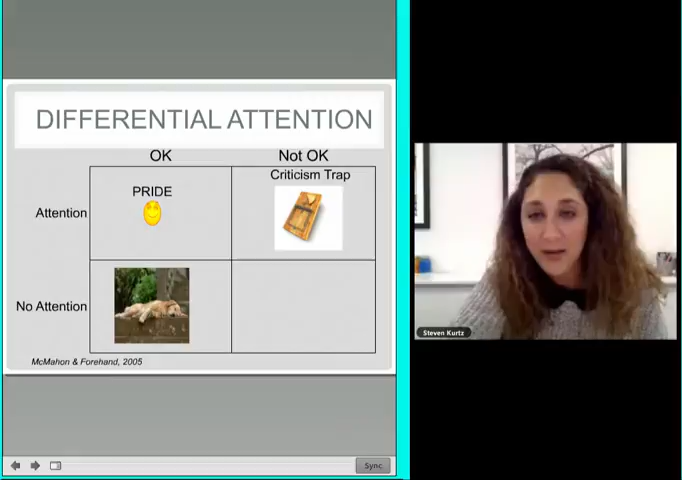 DIFFERENTIAL ATTENTION
OK
Not OK
Criticism Trap
PRIDE
Attention
No Attention
McMahon & Forehand, 2005
Steven Kurtz
Sync